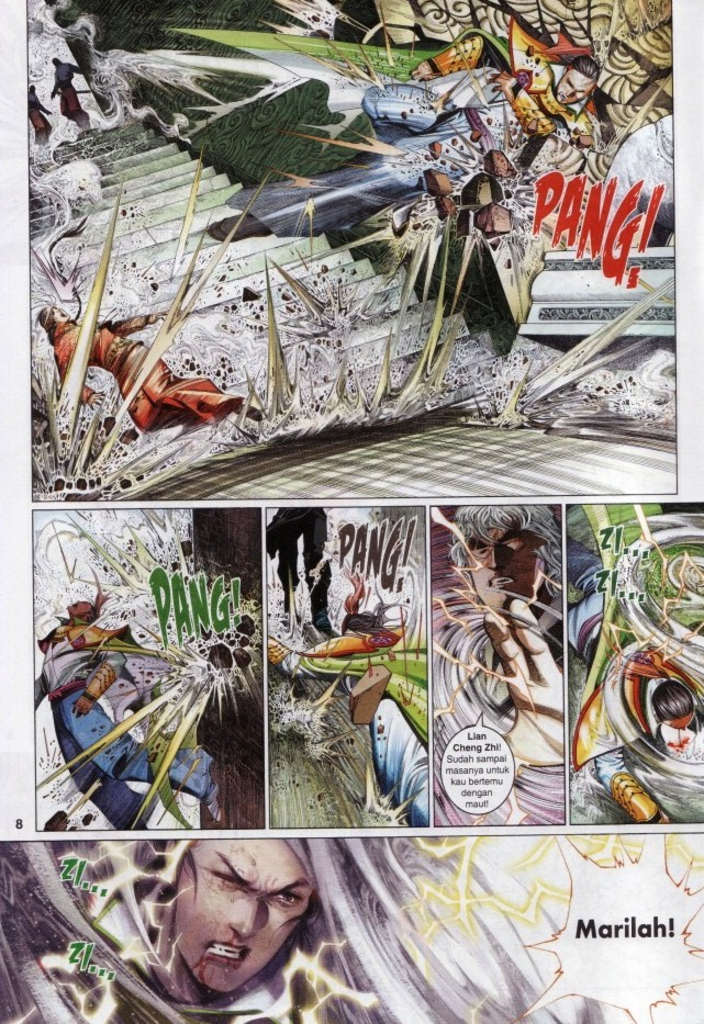 PANG!
PANG!
PANG!
Lian
Cheng Zhi!
Sudah sampai
masanya untuk
kau bertemu
dengan
maut!
ZI...
ZI...
8
ZI...
ZI...
Marilah!